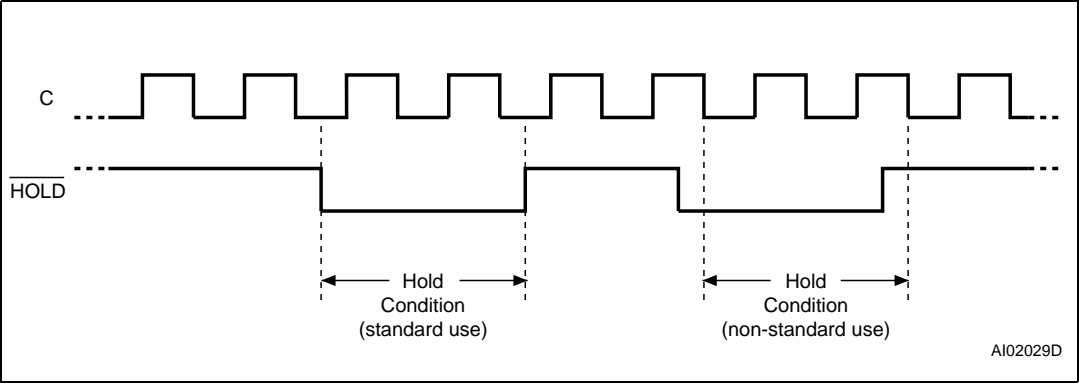 C
HOLD
Hold
Condition
(standard use)
Hold
Condition
(non-standard use)
AI02029D